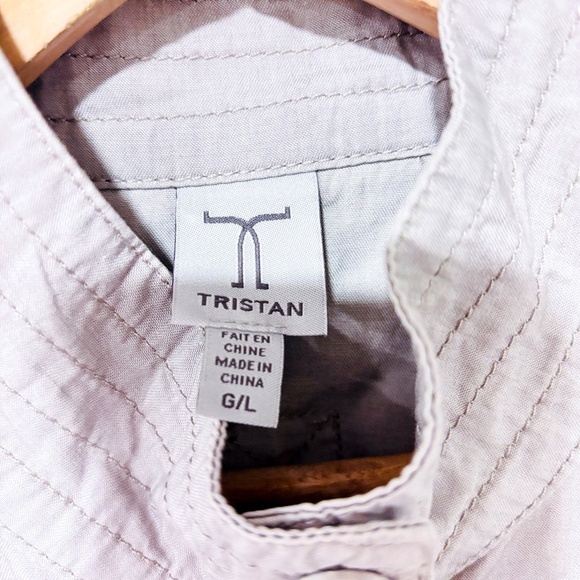 TRISTAN
FAIT EN
CHINE
MADE IN
CHINA
G/L